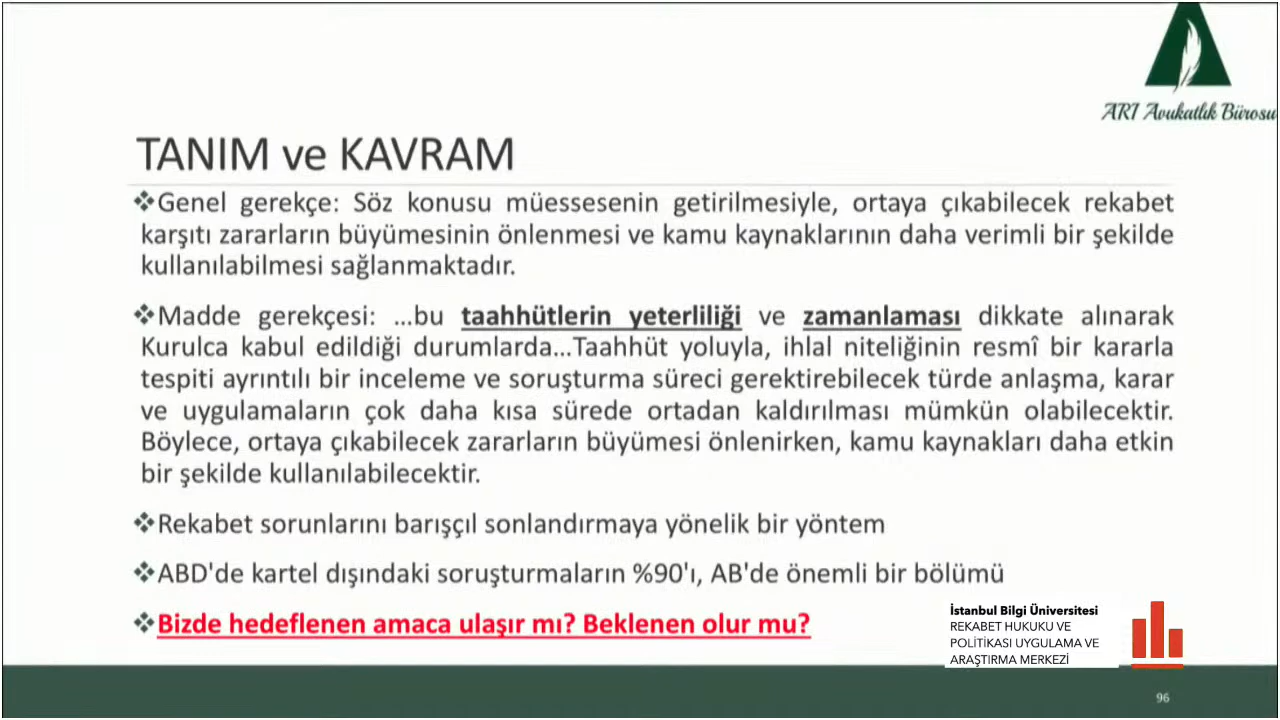 ARI Avukatlık Bürosu
TANIM ve KAVRAM
❖Genel gerekçe: Söz konusu müessesenin getirilmesiyle, ortaya çıkabilecek rekabet
karşıtı zararların büyümesinin önlenmesi ve kamu kaynaklarının daha verimli bir şekilde
kullanılabilmesi sağlanmaktadır.
❖Madde gerekçesi: …bu taahhütlerin yeterliliği ve zamanlaması dikkate alınarak
Kurulca kabul edildiği durumlarda…Taahhüt yoluyla, ihlal niteliğinin resmî bir kararla
tespiti ayrıntılı bir inceleme ve soruşturma süreci gerektirebilecek türde anlaşma, karar
ve uygulamaların çok daha kısa sürede ortadan kaldırılması mümkün olabilecektir.
Böylece, ortaya çıkabilecek zararların büyümesi önlenirken, kamu kaynakları daha etkin
bir şekilde kullanılabilecektir.
❖Rekabet sorunlarını barışçıl sonlandırmaya yönelik bir yöntem
❖ABD'de kartel dışındaki soruşturmaların %90'ı, AB'de önemli bir bölümü
❖Bizde hedeflenen amaca ulaşır mı? Beklenen olur mu?
İstanbul Bilgi Üniversitesi
REKABET HUKUKU VE
POLİTİKASI UYGULAMA VE
ARAŞTIRMA MERKEZİ
96